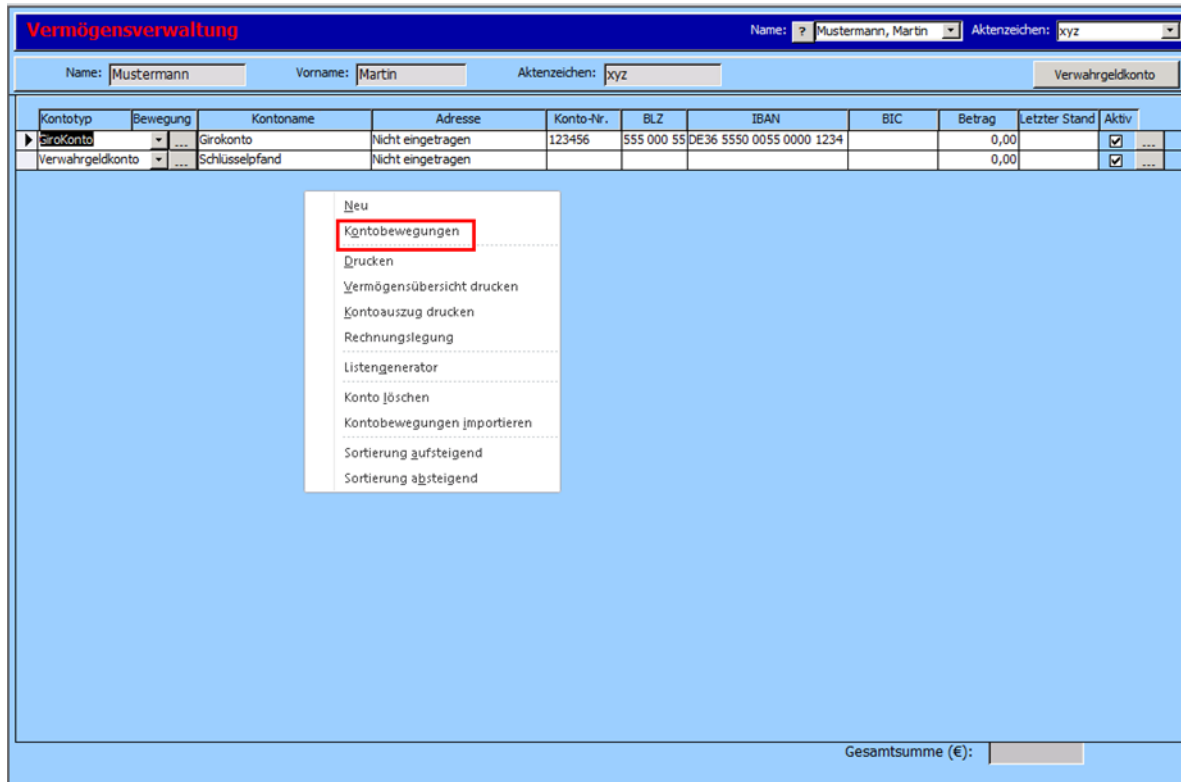 Vermögensverwaltung Name: ? Mustermann, Martin Aktenzeichen: xyz
Name: Mustermann Vorname: Martin Aktenzeichen: xyz Verwahrgeldkonto
Kontotyp Bewegung Kontoname Adresse Konto-Nr. BLZ IBAN BIC Betrag Letzter Stand Aktiv
GiroKonto ... Girokonto Nicht eingetragen 123456 555 000 55 DE36 5550 0055 0000 1234 0,00 ...
Verwahrgeldkonto ... Schlüsselpfand Nicht eingetragen 0,00 ...
Neu
Kontobewegungen
Drucken
Vermögensübersicht drucken
Kontoauszug drucken
Rechnungslegung
Listengenerator
Konto löschen
Kontobewegungen importieren
Sortierung aufsteigend
Sortierung absteigend
Gesamtsumme (€):